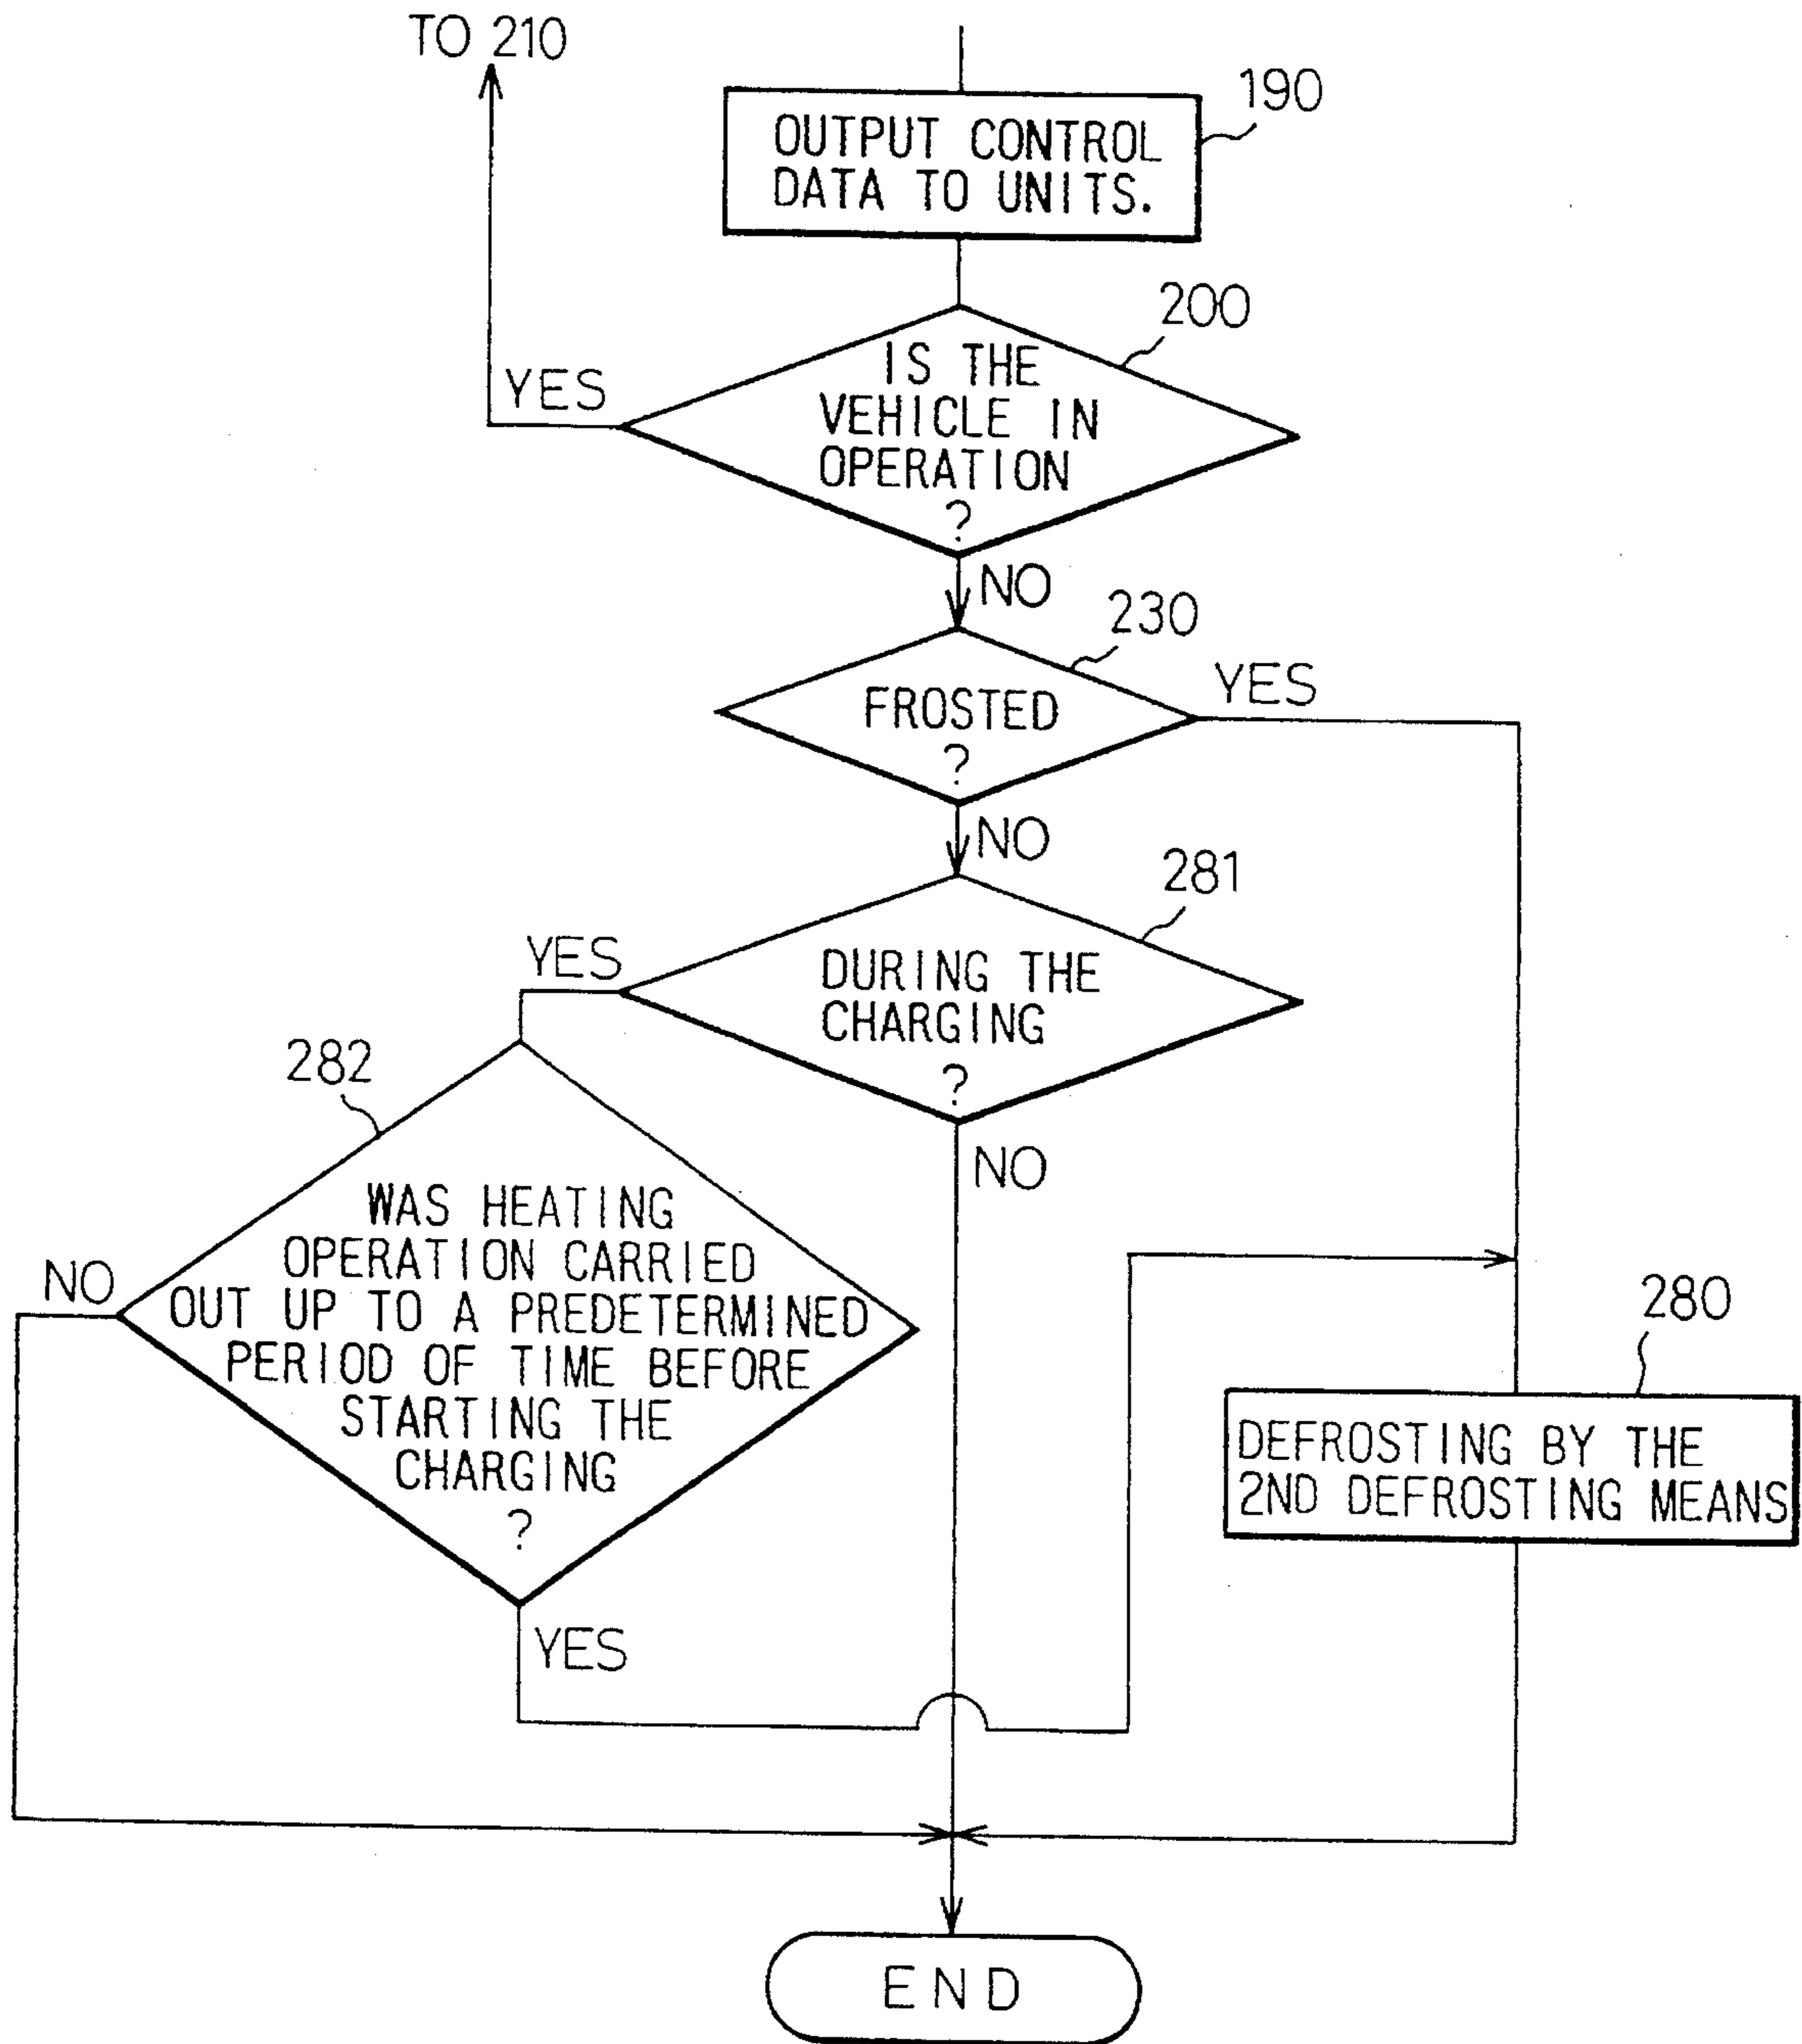 TO 210
190
OUTPUT CONTROL
DATA TO UNITS.
200
IS THE
VEHICLE IN
OPERATION
?
YES
NO
230
FROSTED
?
YES
NO
281
DURING THE
CHARGING
?
YES
NO
282
WAS HEATING
OPERATION CARRIED
OUT UP TO A PREDETERMINED
PERIOD OF TIME BEFORE
STARTING THE
CHARGING
?
NO
YES
280
DEFROSTING BY THE
2ND DEFROSTING MEANS
END